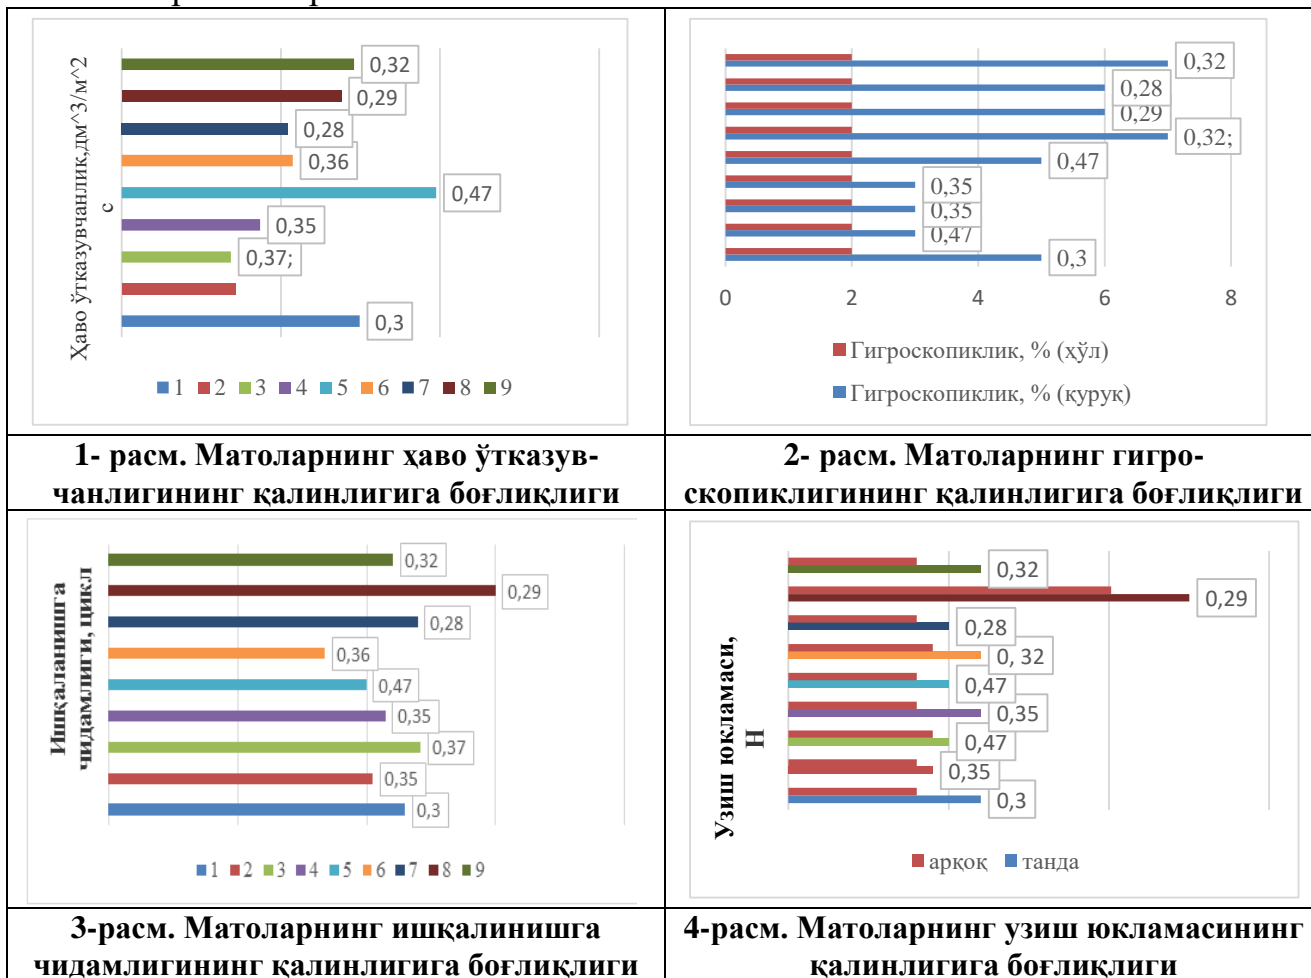 Ҳаво ўтказувчанлик,дм^3/м^2
с
0,32
0,29
0,28
0,36
0,47
0,35
0,37;
0,3
1 2 3 4 5 6 7 8 9
0,32
0,28
0,29
0,32;
0,47
0,35
0,35
0,47
0,3
0 2 4 6 8
Гигроскопиклик, % (ҳўл)
Гигроскопиклик, % (қуруқ)
1- расм. Матоларнинг ҳаво ўтказув-
чанлигининг қалинлигига боғлиқлиги
2- расм. Матоларнинг гигро-
скопиклигининг қалинлигига боғлиқлиги
Ишқаланишга
чидамлиги, цикл
0,32
0,29
0,28
0,36
0,47
0,35
0,37
0,35
0,3
1 2 3 4 5 6 7 8 9
Узиш юкламаси,
Н
0,32
0,29
0,28
0, 32
0,47
0,35
0,47
0,35
0,3
арқоқ танда
3-расм. Матоларнинг ишқалинишга
чидамлигининг қалинлигига боғлиқлиги
4-расм. Матоларнинг узиш юкламасининг
қалинлигига боғлиқлиги